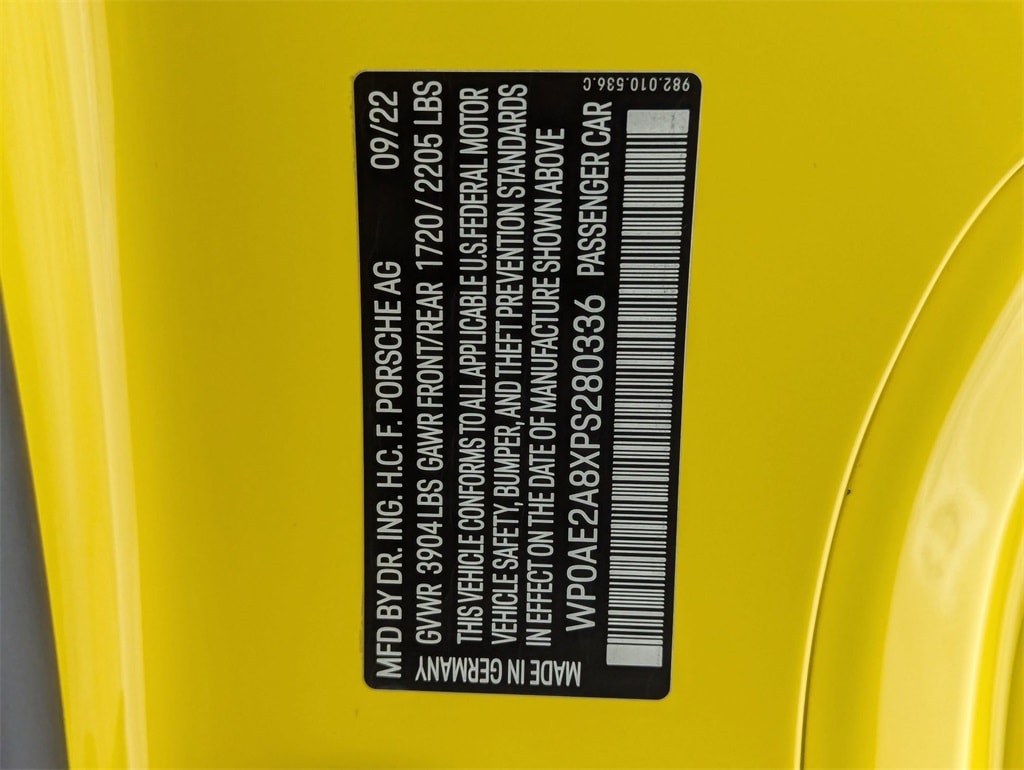 MFD BY DR. ING. H.C. F. PORSCHE AG 09/22
GVWR 3904 LBS GAWR FRONT/REAR 1720 / 2205 LBS
THIS VEHICLE CONFORMS TO ALL APPLICABLE U.S. FEDERAL MOTOR
VEHICLE SAFETY, BUMPER, AND THEFT PREVENTION STANDARDS
IN EFFECT ON THE DATE OF MANUFACTURE SHOWN ABOVE
WP0AE2A8XPS280336 PASSENGER CAR
MADE IN GERMANY
982.010.536.C